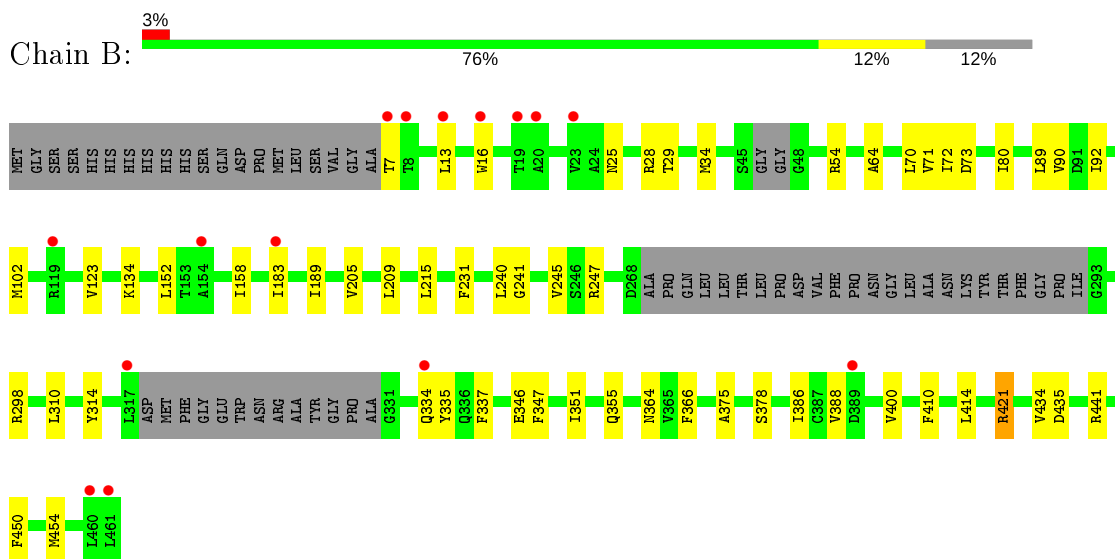 3%
Chain B:
76% 12% 12%
MET GLY SER SER HIS HIS HIS HIS HIS HIS SER GLN ASP PRO MET LEU SER VAL GLY ALA T7 T8 L13 W16 T19 A20 V23 A24 N25 R28 T29 M34 S45 GLY GLY G48 R54 A64 L70 V71 I72 D73 I80 L89 V90 D91 I92
M102 R119 V123 K134 L152 T153 A154 I158 I183 I189 V205 L209 L215 F231 L240 G241 V245 S246 R247 D268 ALA PRO GLN LEU LEU THR LEU PRO ASP VAL PHE PRO ASN GLY LEU ALA ASN LYS TYR THR PHE GLY PRO ILE G293
R298 L310 Y314 L317 ASP MET PHE GLY GLU TRP ASN ARG ALA TYR GLY PRO ALA G331 Q334 Y335 Q336 F337 E346 F347 I351 Q355 N364 V365 F366 A375 S378 I386 C387 V388 D389 V400 F410 L414 R421 V434 D435 R441
F450 M454 L460 L461